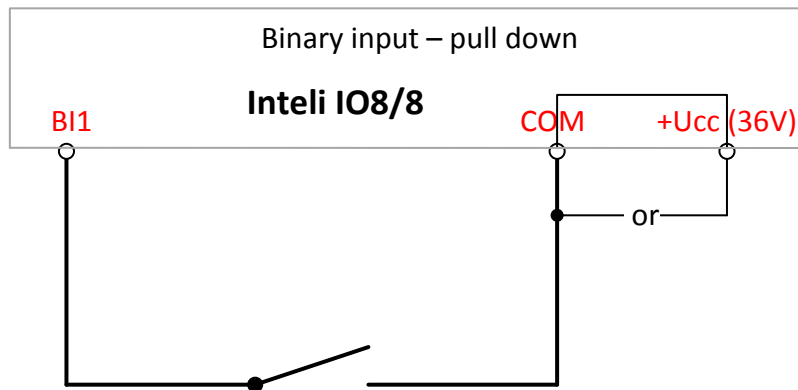 Binary input – pull down
Inteli IO8/8
BI1
COM
+Ucc (36V)
or